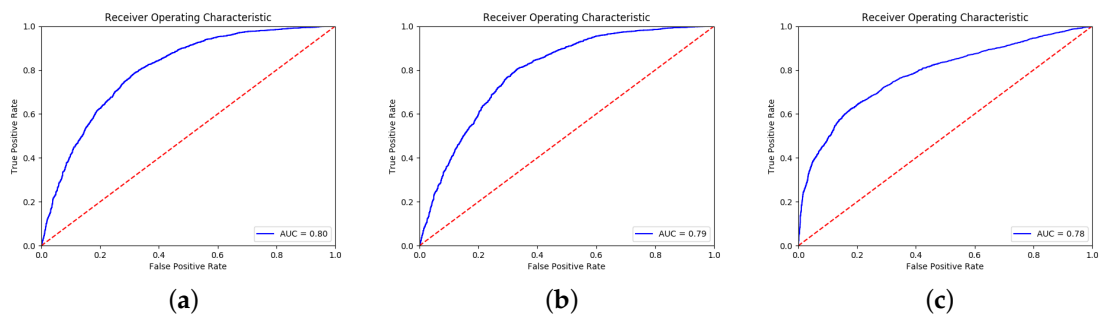 Receiver Operating Characteristic
1.0
0.8
0.6
0.4
0.2
0.0
True Positive Rate
AUC = 0.80
0.0 0.2 0.4 0.6 0.8 1.0
False Positive Rate
(a)
Receiver Operating Characteristic
1.0
0.8
0.6
0.4
0.2
0.0
True Positive Rate
AUC = 0.79
0.0 0.2 0.4 0.6 0.8 1.0
False Positive Rate
(b)
Receiver Operating Characteristic
1.0
0.8
0.6
0.4
0.2
0.0
True Positive Rate
AUC = 0.78
0.0 0.2 0.4 0.6 0.8 1.0
False Positive Rate
(c)